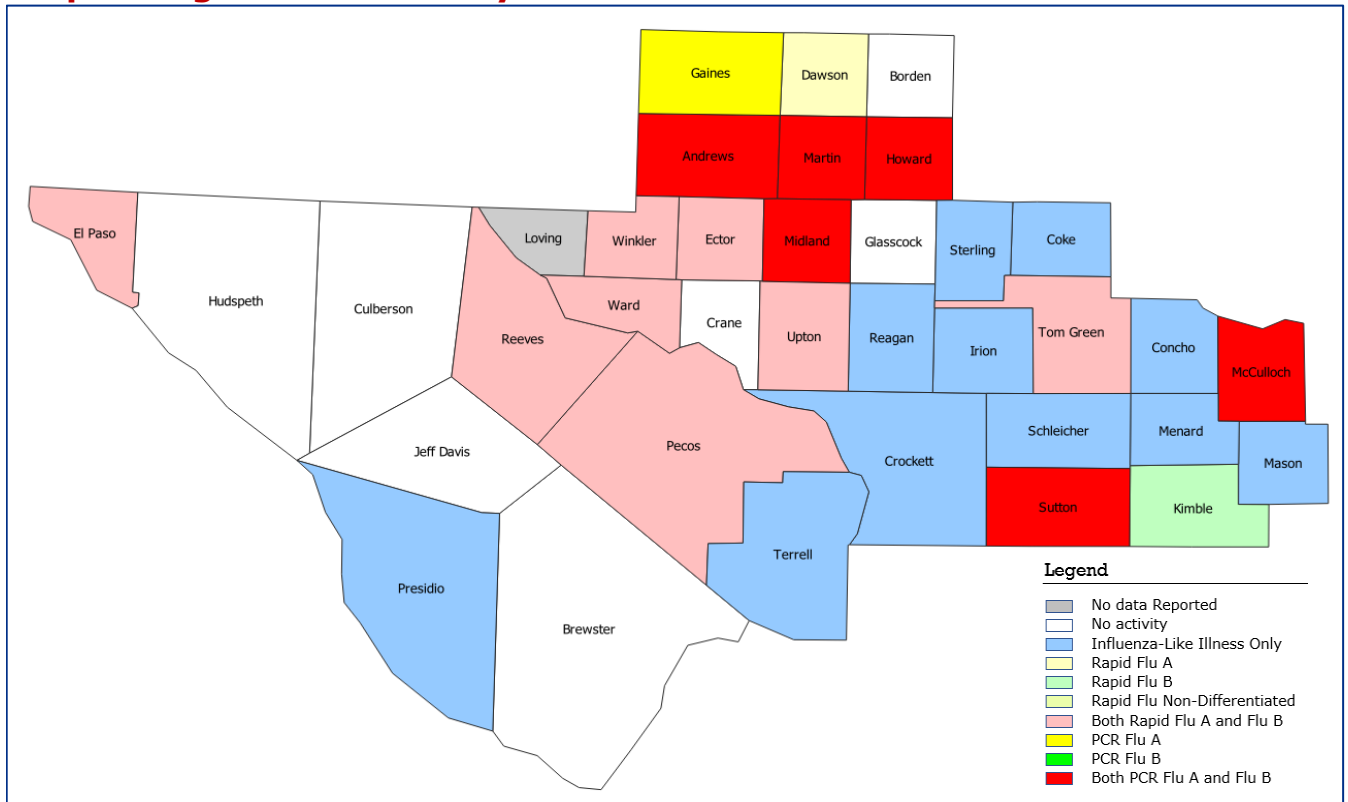 Gaines
Dawson
Borden
Andrews
Martin
Howard
El Paso
Loving
Winkler
Ector
Midland
Glasscock
Sterling
Coke
Hudspeth
Culberson
Ward
Reeves
Crane
Upton
Reagan
Irion
Tom Green
Concho
McCulloch
Jeff Davis
Pecos
Crockett
Schleicher
Menard
Mason
Sutton
Kimble
Terrell
Presidio
Brewster
Legend
No data Reported
No activity
Influenza-Like Illness Only
Rapid Flu A
Rapid Flu B
Rapid Flu Non-Differentiated
Both Rapid Flu A and Flu B
PCR Flu A
PCR Flu B
Both PCR Flu A and Flu B